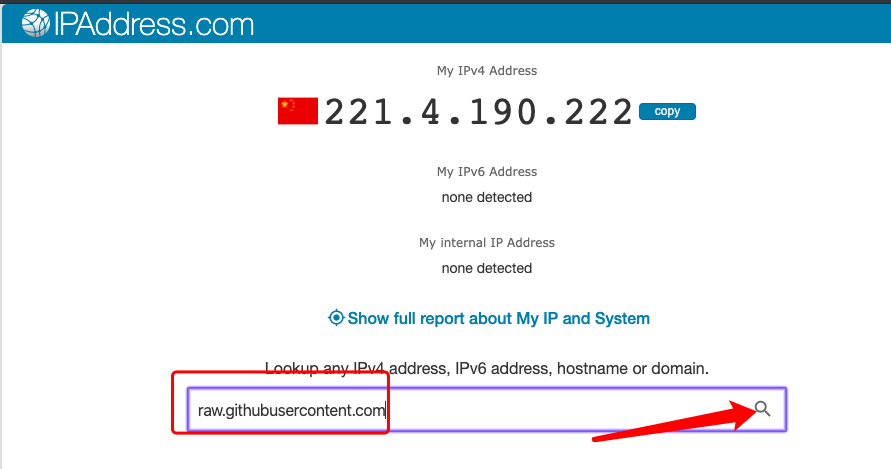 IPAddress.com
My IPv4 Address
221.4.190.222 copy
My IPv6 Address
none detected
My internal IP Address
none detected
Show full report about My IP and System
Lookup any IPv4 address, IPv6 address, hostname or domain.
raw.githubusercontent.com